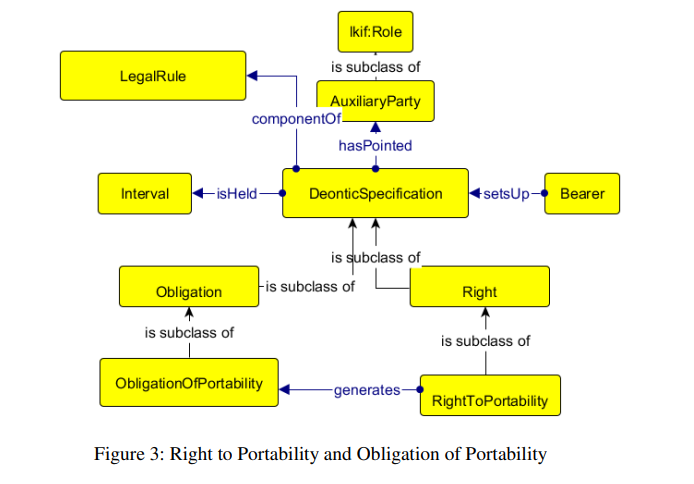 Ikif:Role
is subclass of
LegalRule
AuxiliaryParty
componentOf
hasPointed
Interval
isHeld
DeonticSpecification
setsUp
Bearer
is subclass of
Obligation
is subclass of
Right
is subclass of
is subclass of
ObligationOfPortability
generates
RightToPortability
Figure 3: Right to Portability and Obligation of Portability